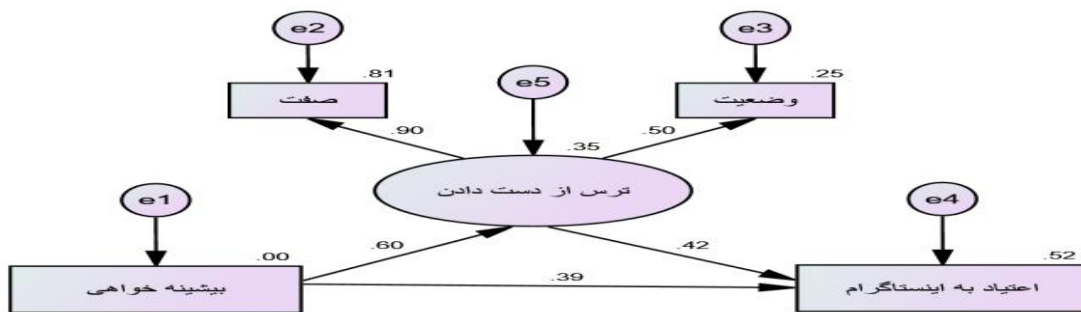 e2
e3
.81
.25
e5
صفت
وضعیت
.90
.50
.35
ترس از دست دادن
e1
e4
.60
.42
.00
.52
.39
بیشینه خواهی
اعتیاد به اینستاگرام